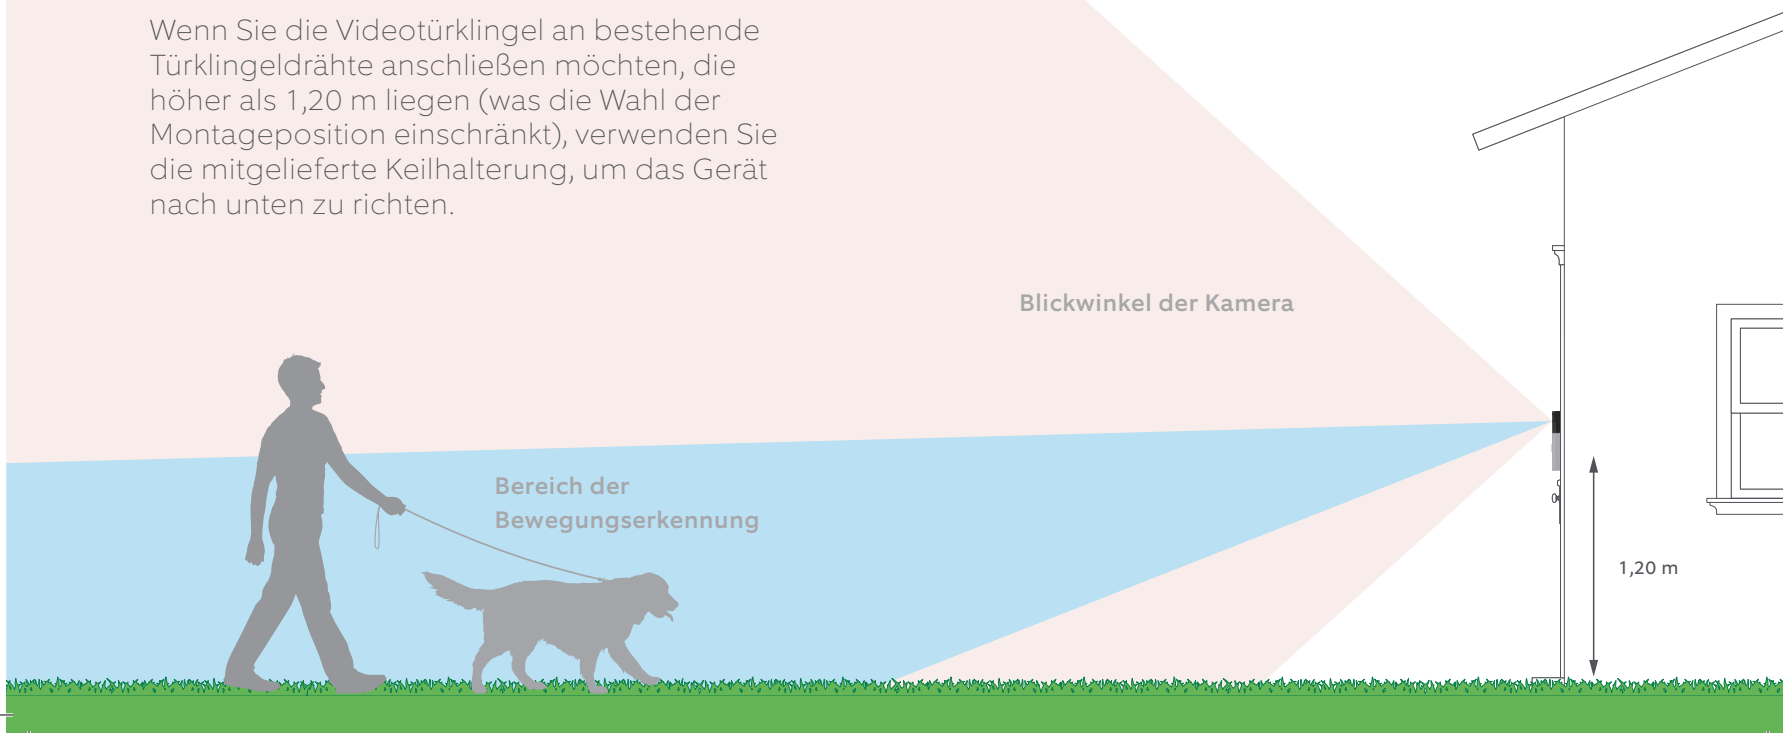 Wenn Sie die Videotürklingel an bestehende
Türklingeldrähte anschließen möchten, die
höher als 1,20 m liegen (was die Wahl der
Montageposition einschränkt), verwenden Sie
die mitgelieferte Keilhalterung, um das Gerät
nach unten zu richten.
Blickwinkel der Kamera
Bereich der
Bewegungserkennung
1,20 m